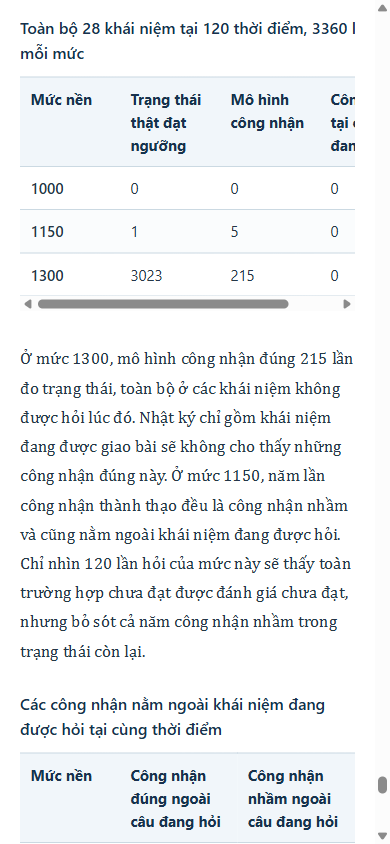 Toàn bộ 28 khái niệm tại 120 thời điểm, 3360
mỗi mức
Mức nền
Trạng thái
thật đạt
ngưỡng
Mô hình
công nhận
tại
1000 0 0 0
1150 1 5 0
1300 3023 215 0
Ở mức 1300, mô hình công nhận đúng 215 lần
đo trạng thái, toàn bộ ở các khái niệm không
được hỏi lúc đó. Nhật ký chỉ gồm khái niệm
đang được giao bài sẽ không cho thấy những
công nhận đúng này. Ở mức 1150, năm lần
công nhận thành thạo đều là công nhận nhầm
và cũng nằm ngoài khái niệm đang được hỏi.
Chỉ nhìn 120 lần hỏi của mức này sẽ thấy toàn
trường hợp chưa đạt được đánh giá chưa đạt,
nhưng bỏ sót cả năm công nhận nhầm trong
trạng thái còn lại.
Các công nhận nằm ngoài khái niệm đang
được hỏi tại cùng thời điểm
Mức nền
Công nhận
đúng ngoài
câu đang hỏi
Công nhận
nhầm ngoài
câu đang hỏi